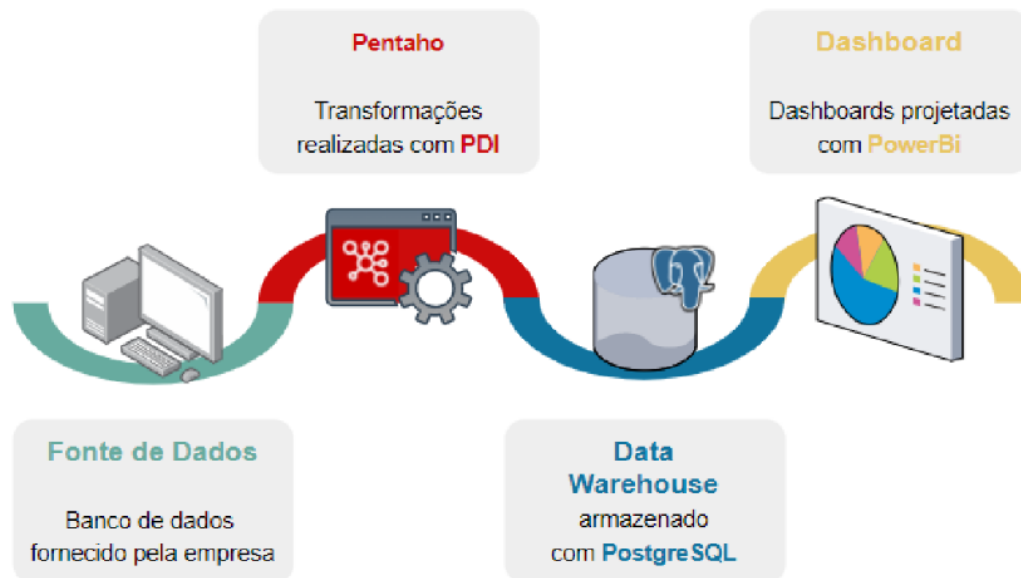 Pentaho
Transformações
realizadas com PDI
Dashboard
Dashboards projetadas
com PowerBi
Fonte de Dados
Banco de dados
fornecido pela empresa
Data
Warehouse
armazenado
com PostgreSQL